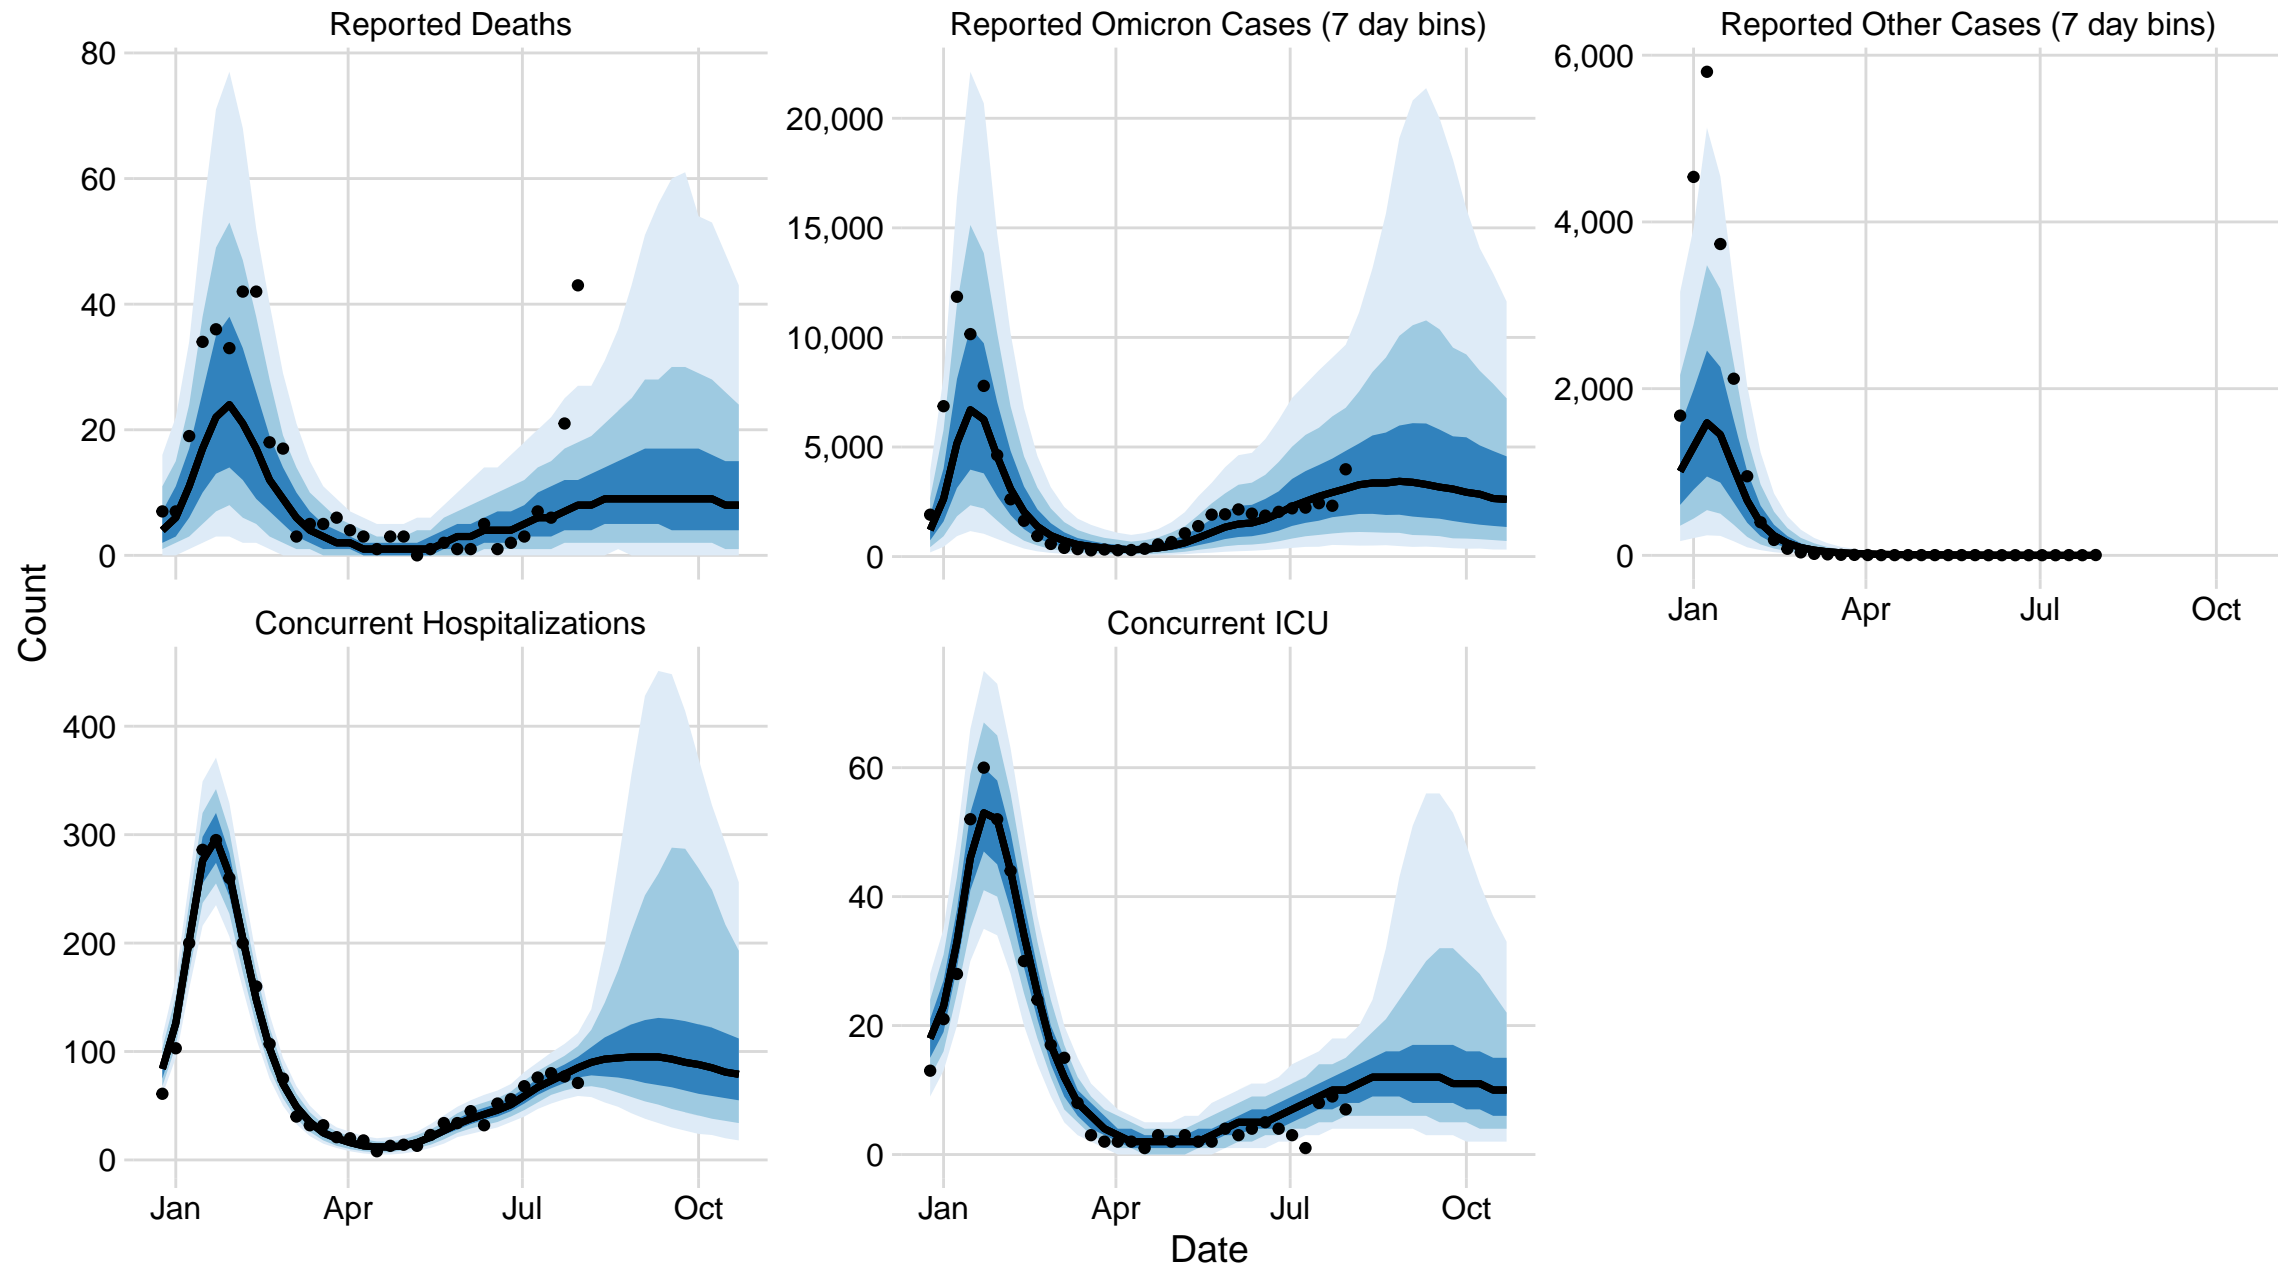 Reported Deaths
Reported Omicron Cases (7 day bins)
Reported Other Cases (7 day bins)
80
60
40
20
0
20,000
15,000
10,000
5,000
0
6,000
4,000
2,000
0
Jan Apr Jul Oct
Count
Concurrent Hospitalizations
Concurrent ICU
400
300
200
100
0
60
40
20
0
Jan Apr Jul Oct
Jan Apr Jul Oct
Date